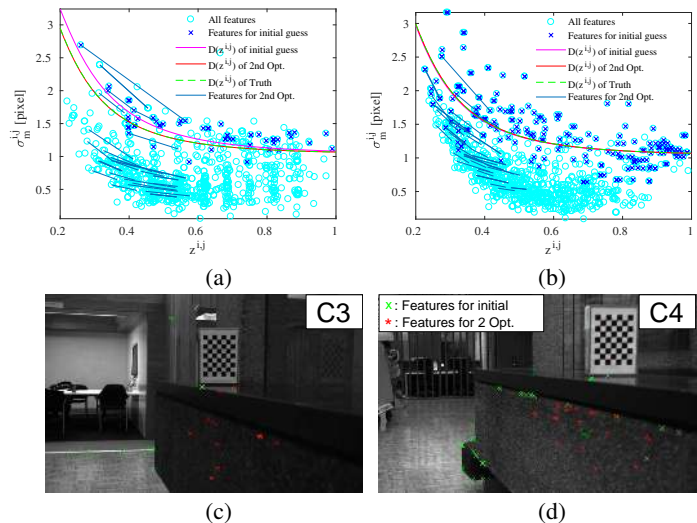 All features
Features for initial guess
D(z^{i,j}) of initial guess
D(z^{i,j}) of 2nd Opt.
D(z^{i,j}) of Truth
Features for 2nd Opt.
3
2.5
2
1.5
1
0.5
σ_m^{i,j} [pixel]
0.2 0.4 0.6 0.8 1
z^{i,j}
(a)
All features
Features for initial guess
D(z^{i,j}) of initial guess
D(z^{i,j}) of 2nd Opt.
D(z^{i,j}) of Truth
Features for 2nd Opt.
3
2.5
2
1.5
1
0.5
σ_m^{i,j} [pixel]
0.2 0.4 0.6 0.8 1
z^{i,j}
(b)
C3
(c)
x : Features for initial
* : Features for 2 Opt.
C4
(d)